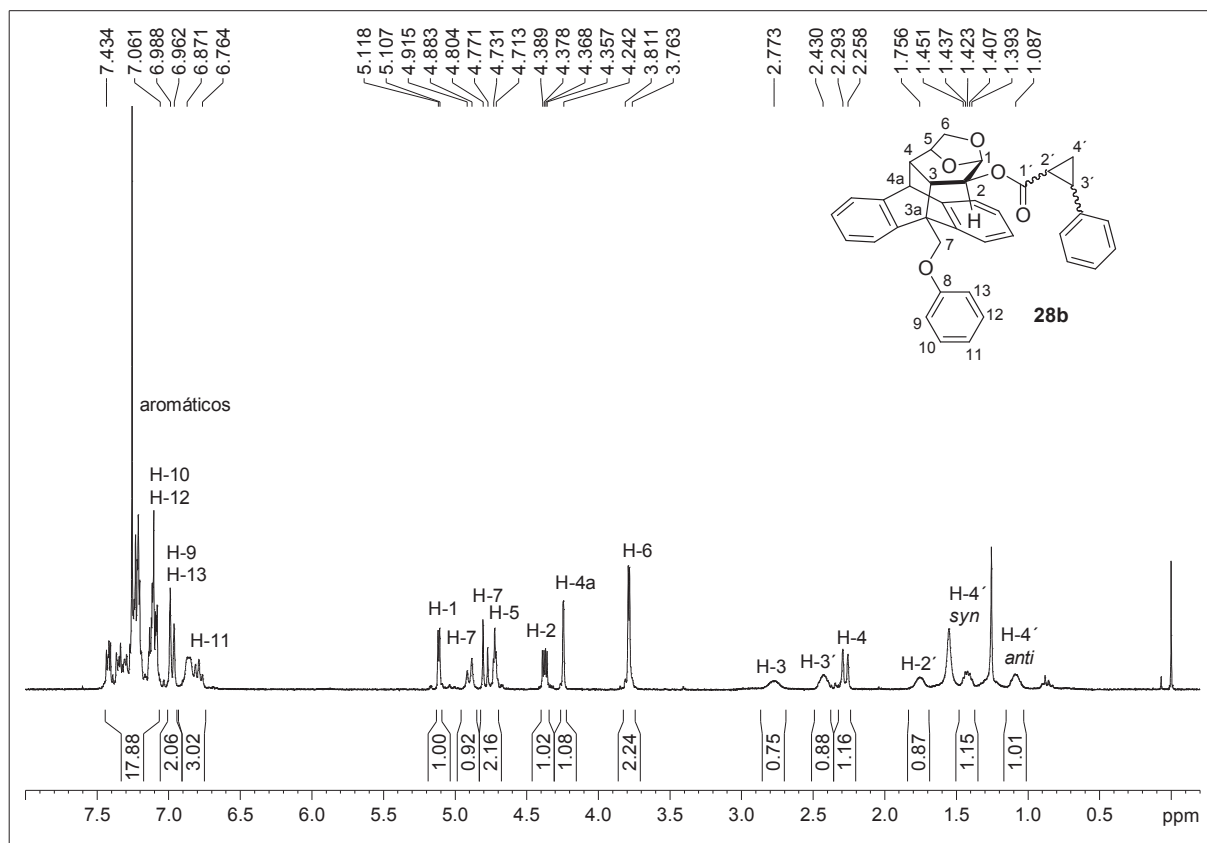 7.434 7.061 6.988 6.962 6.871 6.764 5.118 5.107 4.915 4.883 4.804 4.771 4.731 4.713 4.389 4.378 4.368 4.357 4.242 3.811 3.763 2.773 2.430 2.293 2.258 1.756 1.451 1.437 1.423 1.407 1.393 1.087
6
O
5
4
O
1
4´
2´
1´
O
3´
3
4a
2
O
3a
H
7
O
8
13
9
12
10
11
28b
aromáticos
H-10
H-12
H-9
H-13
H-11
H-1
H-7
H-7
H-5
H-2
H-4a
H-6
H-3
H-3´
H-4
H-2´
H-4´
syn
H-4´
anti
17.88 2.06 3.02 1.00 0.92 2.16 1.02 1.08 2.24 0.75 0.88 1.16 0.87 1.15 1.01
7.5 7.0 6.5 6.0 5.5 5.0 4.5 4.0 3.5 3.0 2.5 2.0 1.5 1.0 0.5 ppm